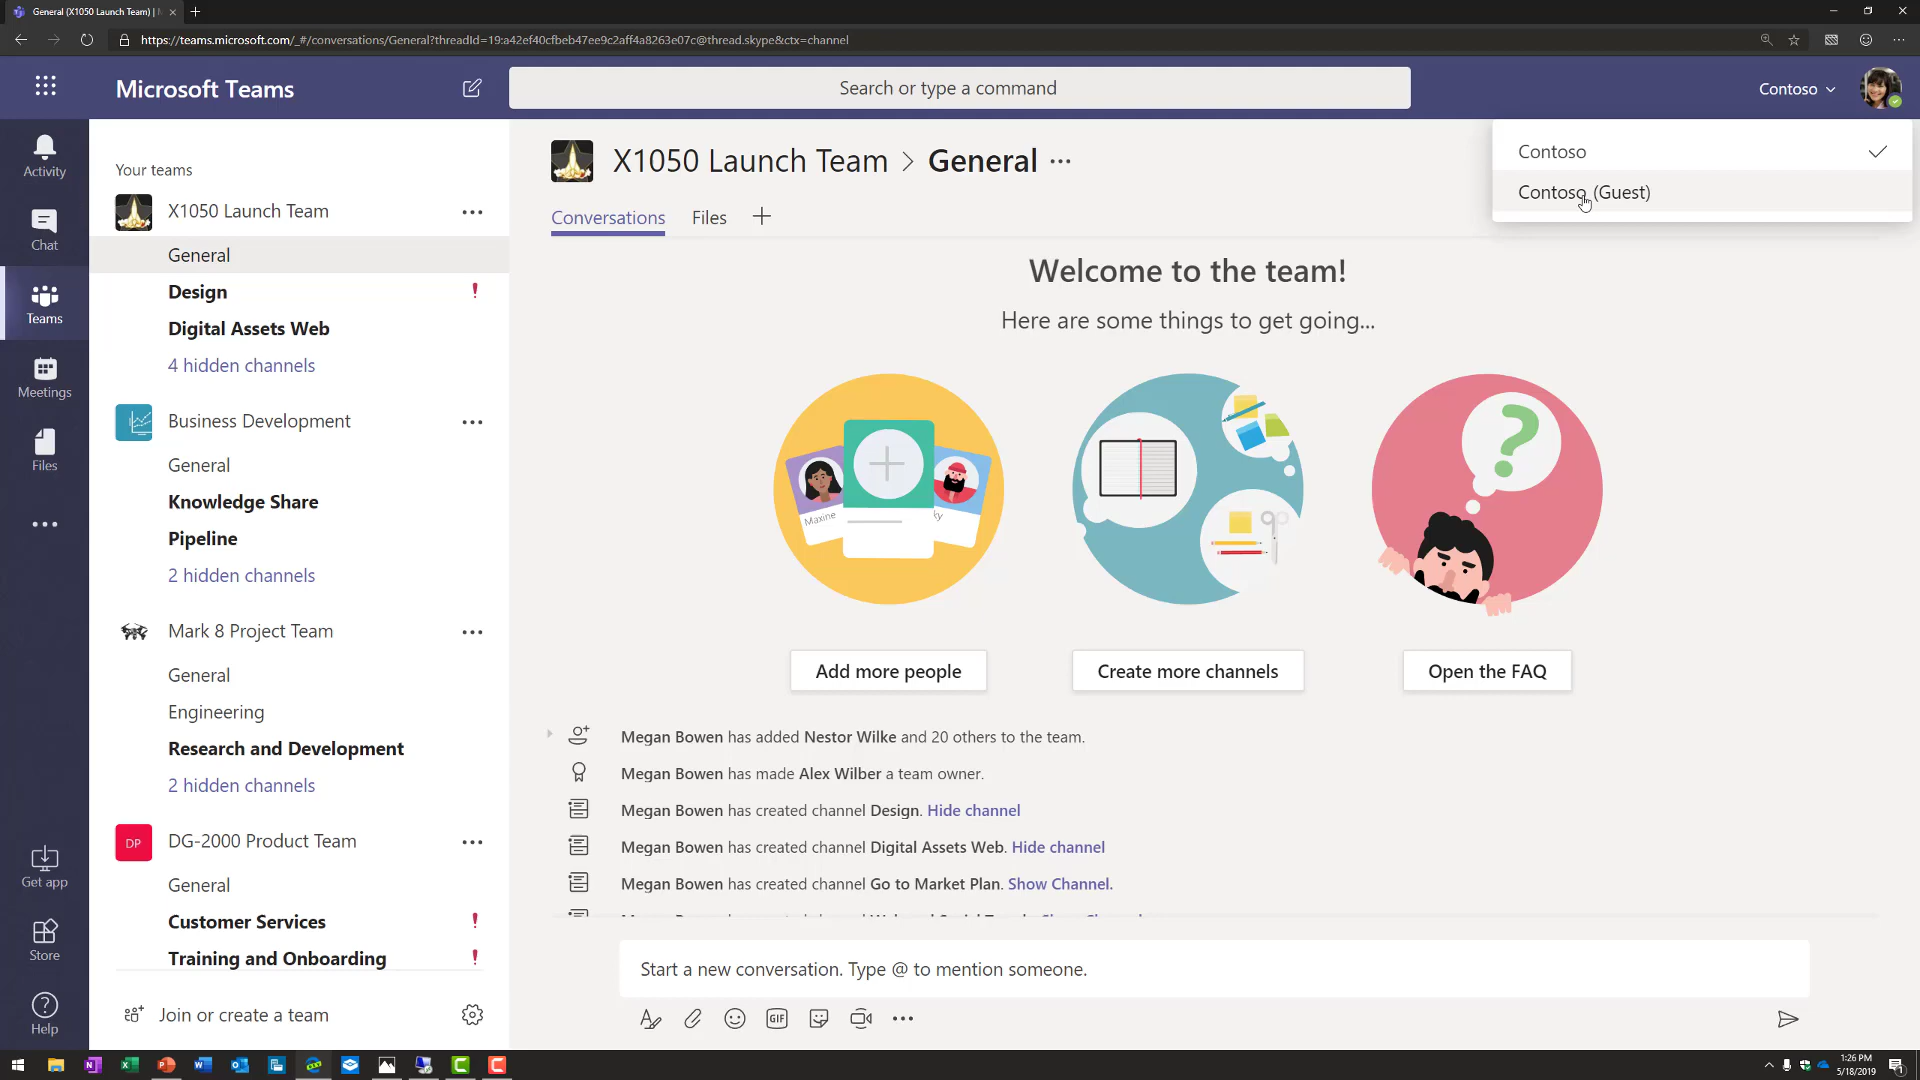 General (X1050 Launch Team) |
https://teams.microsoft.com/_#/conversations/General?threadId=19:a42ef40cfbeb47ee9c2aff4a8263e07c@thread.skype&ctx=channel
Microsoft Teams
Search or type a command
Contoso
Contoso
Contoso (Guest)
Activity
Chat
Teams
Meetings
Files
Get app
Store
Help
Your teams
X1050 Launch Team
General
Design
Digital Assets Web
4 hidden channels
Business Development
General
Knowledge Share
Pipeline
2 hidden channels
Mark 8 Project Team
General
Engineering
Research and Development
2 hidden channels
DP
DG-2000 Product Team
General
Customer Services
Training and Onboarding
Join or create a team
X1050 Launch Team > General
Conversations Files
Welcome to the team!
Here are some things to get going...
Maxine
ky
Add more people
Create more channels
Open the FAQ
Megan Bowen has added Nestor Wilke and 20 others to the team.
Megan Bowen has made Alex Wilber a team owner.
Megan Bowen has created channel Design. Hide channel
Megan Bowen has created channel Digital Assets Web. Hide channel
Megan Bowen has created channel Go to Market Plan. Show Channel.
Start a new conversation. Type @ to mention someone.
GIF
1:26 PM
5/18/2019